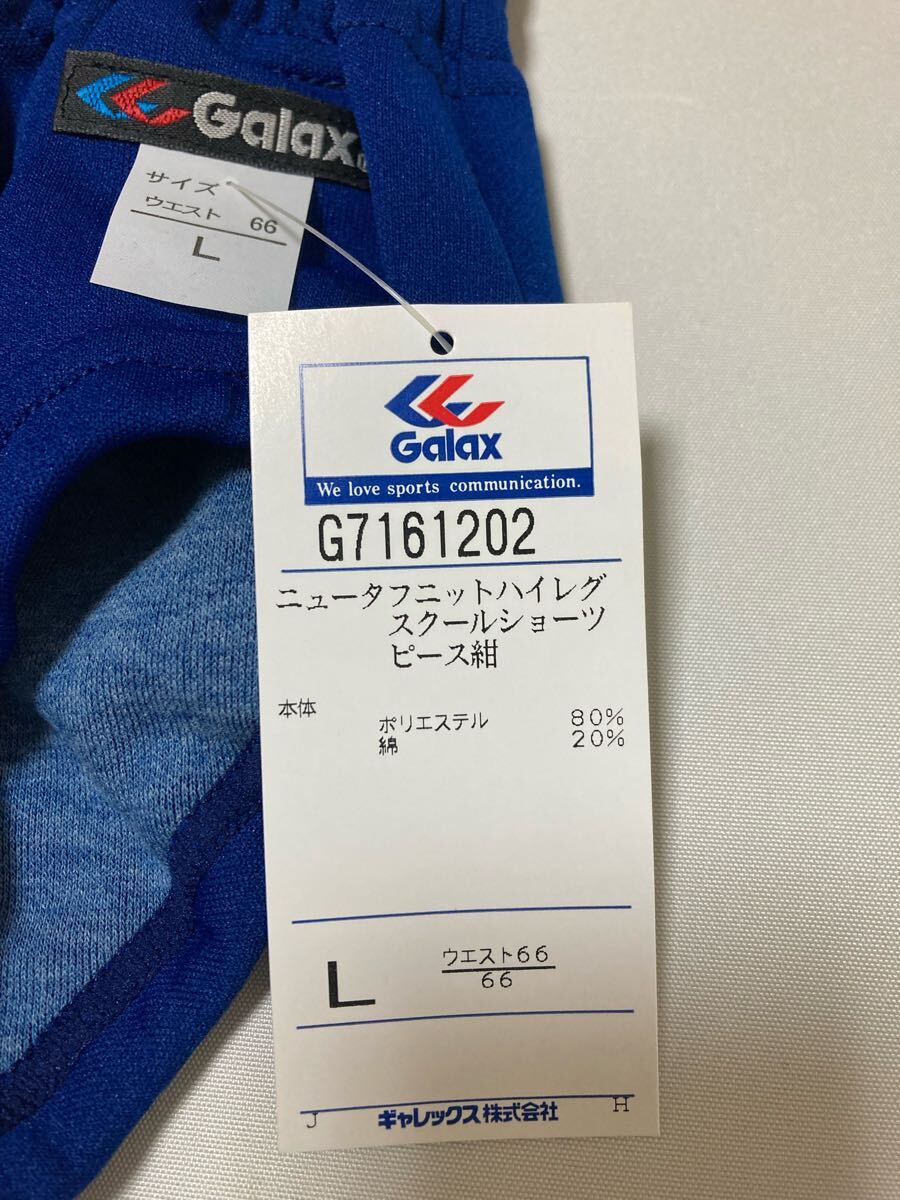 Galax
サイズ
ウエスト 66
L
Galax
We love sports communication.
G7161202
ニュータフニットハイレグ
スクールショーツ
ピース紺
本体
ポリエステル 80%
綿 20%
L ウエスト66
66
J ギャレックス株式会社 H